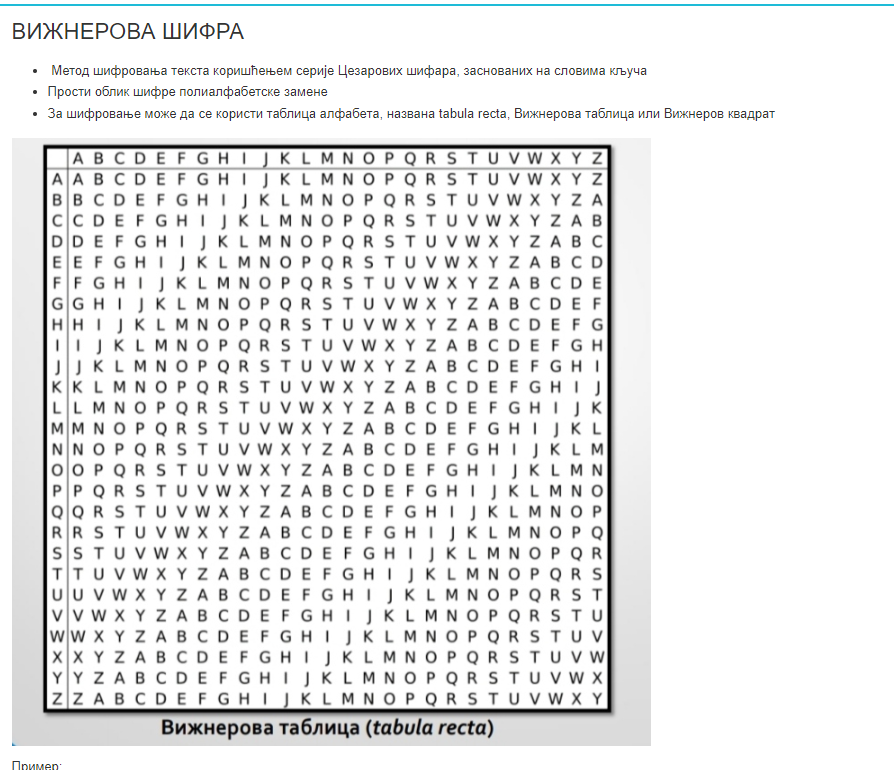 ВИЖНЕРОВА ШИФРА
Метод шифровања текста коришћењем серије Цезарових шифара, заснованих на словима кључа
Прости облик шифре полиалфабетске замене
За шифровање може да се користи таблица алфабета, названа tabula recta, Вижнерова таблица или Вижнеров квадрат
A B C D E F G H I J K L M N O P Q R S T U V W X Y Z
A A B C D E F G H I J K L M N O P Q R S T U V W X Y Z
B B C D E F G H I J K L M N O P Q R S T U V W X Y Z A
C C D E F G H I J K L M N O P Q R S T U V W X Y Z A B
D D E F G H I J K L M N O P Q R S T U V W X Y Z A B C
E E F G H I J K L M N O P Q R S T U V W X Y Z A B C D
F F G H I J K L M N O P Q R S T U V W X Y Z A B C D E
G G H I J K L M N O P Q R S T U V W X Y Z A B C D E F
H H I J K L M N O P Q R S T U V W X Y Z A B C D E F G
I I J K L M N O P Q R S T U V W X Y Z A B C D E F G H
J J K L M N O P Q R S T U V W X Y Z A B C D E F G H I
K K L M N O P Q R S T U V W X Y Z A B C D E F G H I J
L L M N O P Q R S T U V W X Y Z A B C D E F G H I J K
M M N O P Q R S T U V W X Y Z A B C D E F G H I J K L
N N O P Q R S T U V W X Y Z A B C D E F G H I J K L M
O O P Q R S T U V W X Y Z A B C D E F G H I J K L M N
P P Q R S T U V W X Y Z A B C D E F G H I J K L M N O
Q Q R S T U V W X Y Z A B C D E F G H I J K L M N O P
R R S T U V W X Y Z A B C D E F G H I J K L M N O P Q
S S T U V W X Y Z A B C D E F G H I J K L M N O P Q R
T T U V W X Y Z A B C D E F G H I J K L M N O P Q R S
U U V W X Y Z A B C D E F G H I J K L M N O P Q R S T
V V W X Y Z A B C D E F G H I J K L M N O P Q R S T U
W W X Y Z A B C D E F G H I J K L M N O P Q R S T U V
X X Y Z A B C D E F G H I J K L M N O P Q R S T U V W
Y Y Z A B C D E F G H I J K L M N O P Q R S T U V W X
Z Z A B C D E F G H I J K L M N O P Q R S T U V W X Y
Вижнерова таблица (tabula recta)
Пример: